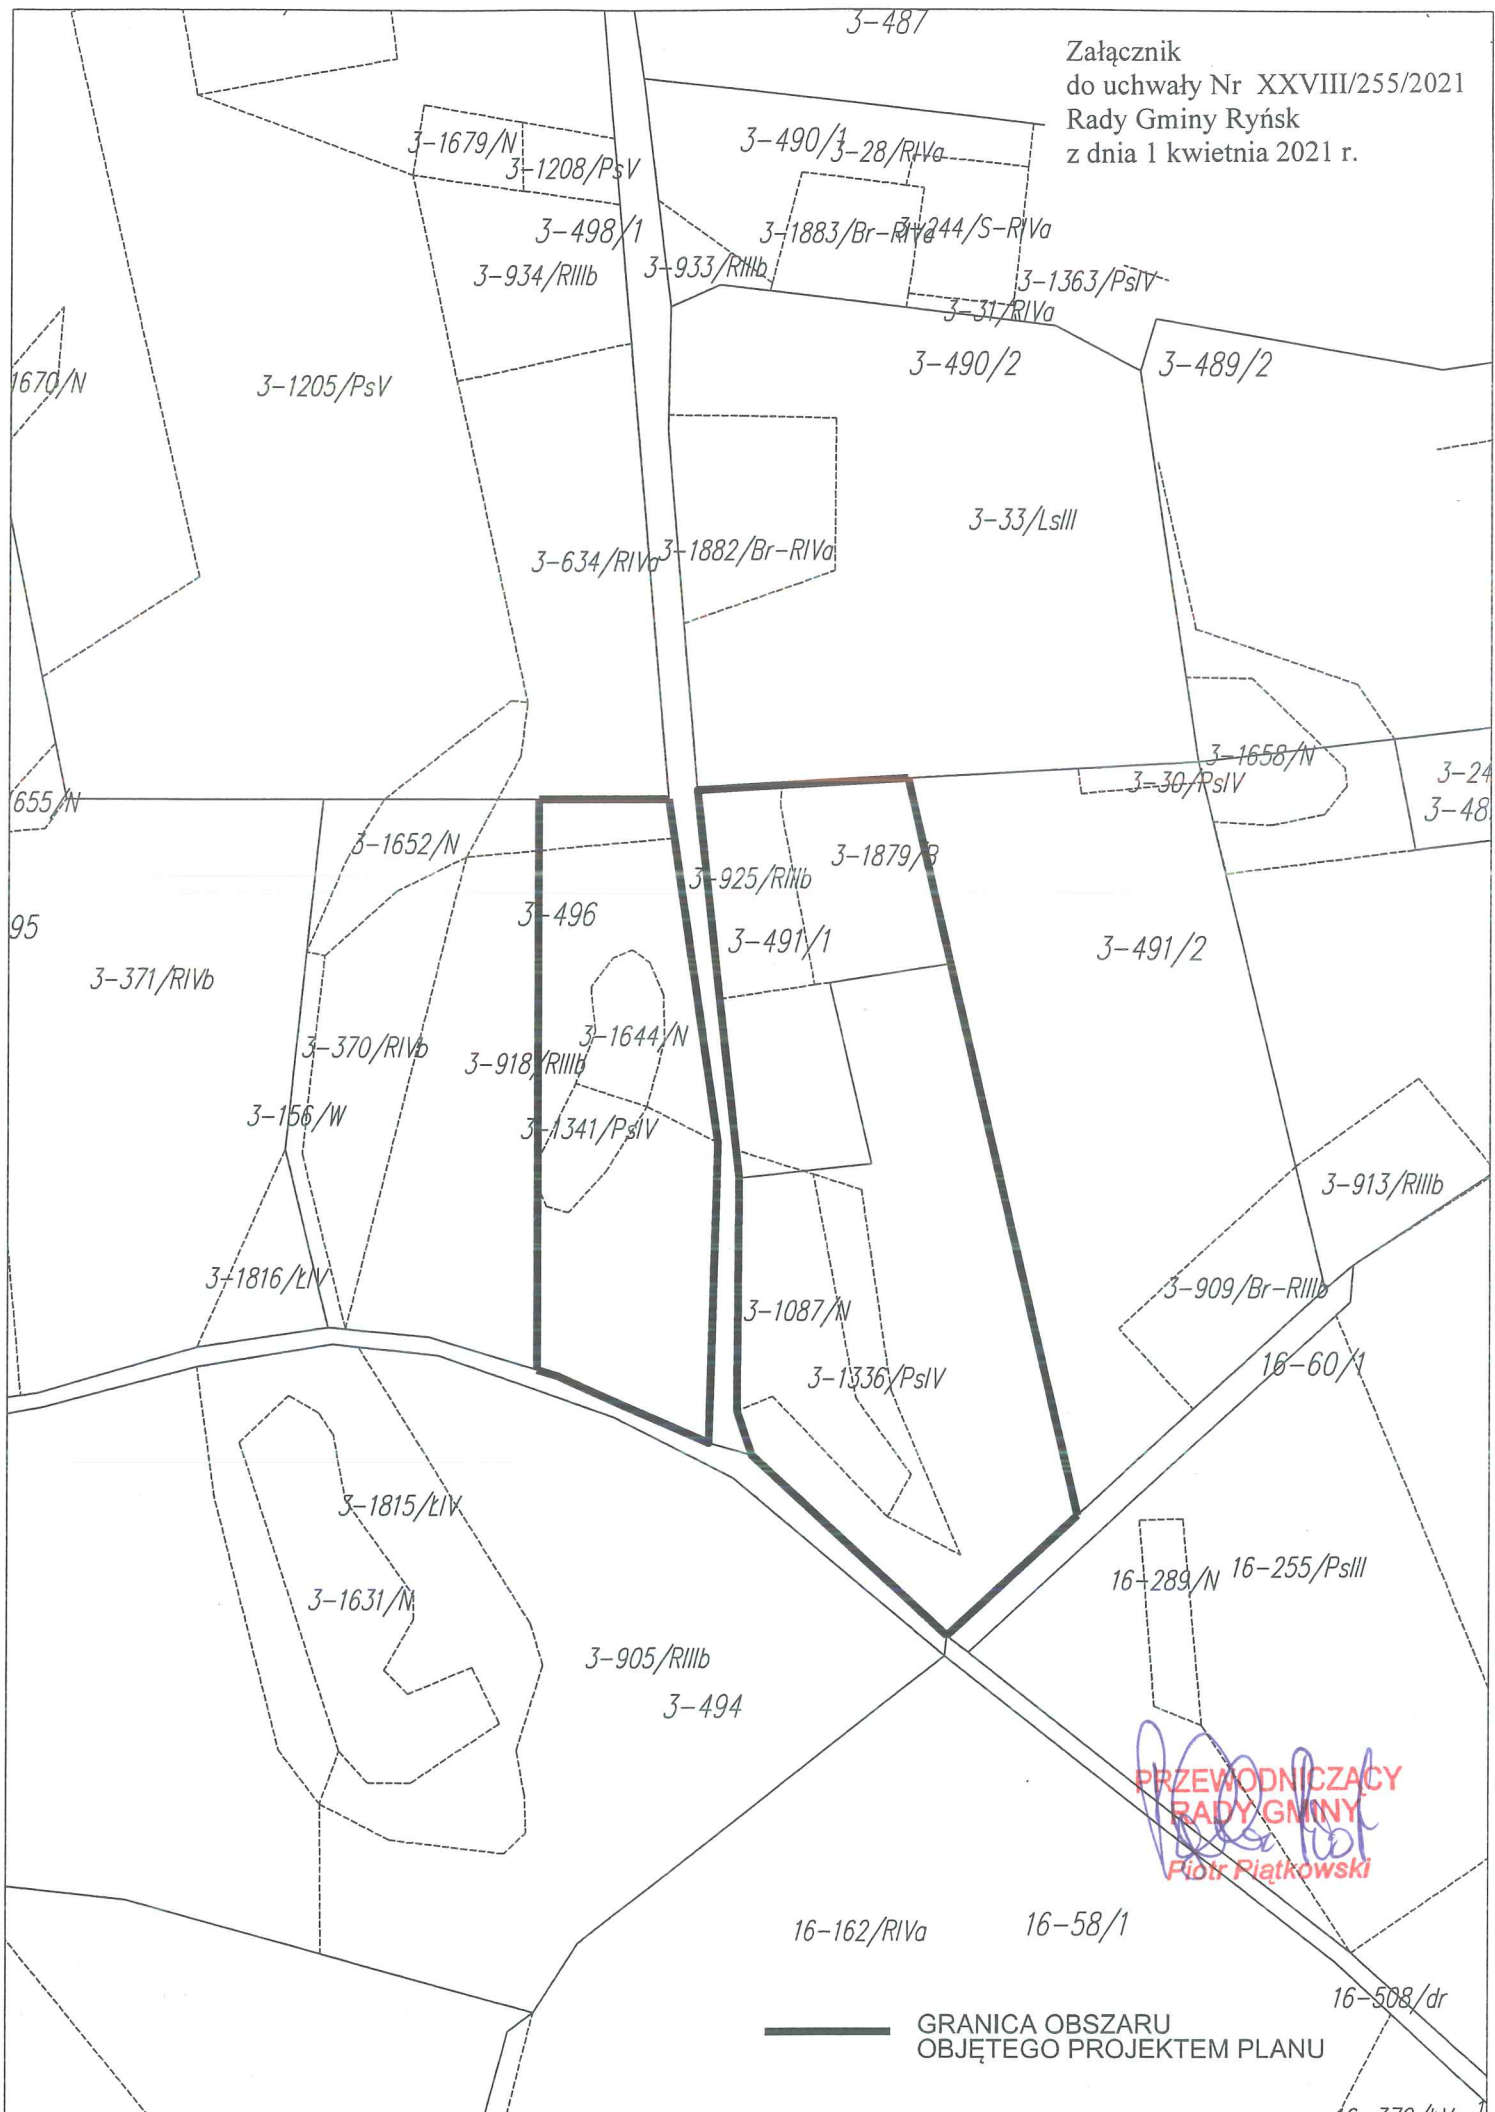 3-487
Załącznik
do uchwały Nr XXVIII/255/2021
Rady Gminy Ryńsk
z dnia 1 kwietnia 2021 r.
3-1679/N
3-1208/PsV
3-490/1
3-28/RIVa
3-498/1
3-1883/Br-RIVa
3-244/S-RIVa
3-934/RIIIb
3-933/RIIIb
3-1363/PsIV
3-31/RIVa
3-490/2
3-489/2
1670/N
3-1205/PsV
3-33/LsIII
3-634/RIVa
3-1882/Br-RIVa
3-1658/N
3-30/PsIV
3-24
655/N
3-48
3-1652/N
3-1879/B
3-925/RIIIb
3-496
95
3-491/1
3-491/2
3-371/RIVb
3-1644/N
3-370/RIVb
3-918/RIIIb
3-156/W
3-1341/PsIV
3-913/RIIIb
3-1816/ŁIV
3-909/Br-RIIIb
3-1087/N
16-60/1
3-1336/PsIV
3-1815/ŁIV
16-289/N
16-255/PsIII
3-1631/N
3-905/RIIIb
3-494
PRZEWODNICZĄCY
RADY GMINY
Piotr Piątkowski
16-162/RIVa
16-58/1
16-508/dr
GRANICA OBSZARU
OBJĘTEGO PROJEKTEM PLANU